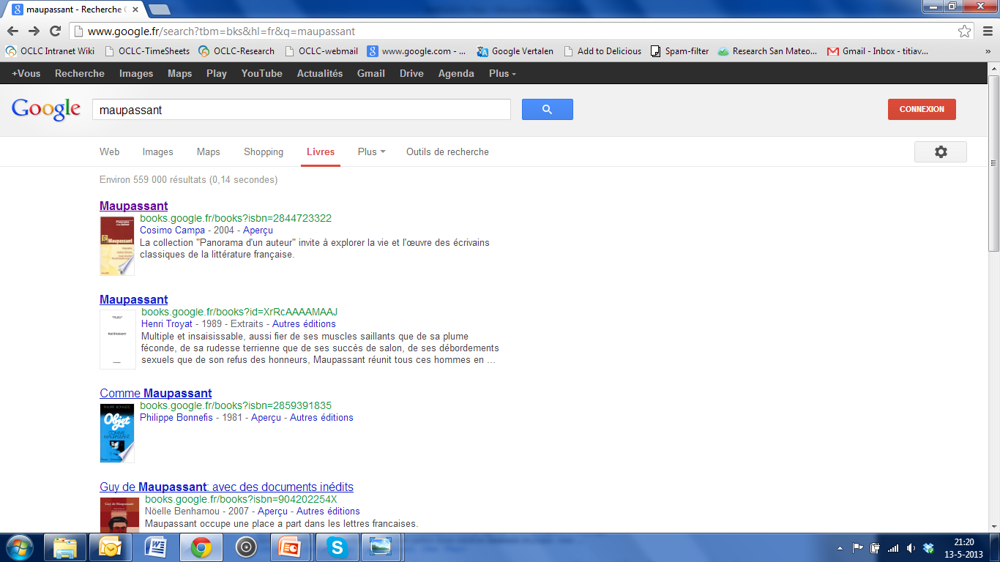 maupassant - Recherche G
www.google.fr/search?tbm=bks&hl=fr&q=maupassant
OCLC Intranet Wiki OCLC-TimeSheets OCLC-Research OCLC-webmail www.google.com - ... Google Vertalen Add to Delicious Spam-filter Research San Mateo... Gmail - Inbox - titiav... »
+Vous Recherche Images Maps Play YouTube Actualités Gmail Drive Agenda Plus
Google maupassant CONNEXION
Web Images Maps Shopping Livres Plus Outils de recherche
Environ 559 000 résultats (0,14 secondes)
Maupassant
books.google.fr/books?isbn=2844723322
Cosimo Campa - 2004 - Aperçu
La collection "Panorama d'un auteur" invite à explorer la vie et l'œuvre des écrivains
classiques de la littérature française.
Maupassant
Maupassant
books.google.fr/books?id=XrRcAAAAMAAJ
Henri Troyat - 1989 - Extraits - Autres éditions
Multiple et insaisissable, aussi fier de ses muscles saillants que de sa plume
féconde, de sa rudesse terrienne que de ses succès de salon, de ses débordements
sexuels que de son refus des honneurs, Maupassant réunit tous ces hommes en ...
MAUPASSANT
Comme Maupassant
books.google.fr/books?isbn=2859391835
Philippe Bonnefis - 1981 - Aperçu - Autres éditions
PHILIPPE BONNEFIS
Objet
COMME
MAUPASSANT
Guy de Maupassant: avec des documents inédits
books.google.fr/books?isbn=904202254X
Nöelle Benhamou - 2007 - Aperçu - Autres éditions
Maupassant occupe une place a part dans les lettres francaises.
Guy de Maupassant
21:20
13-5-2013